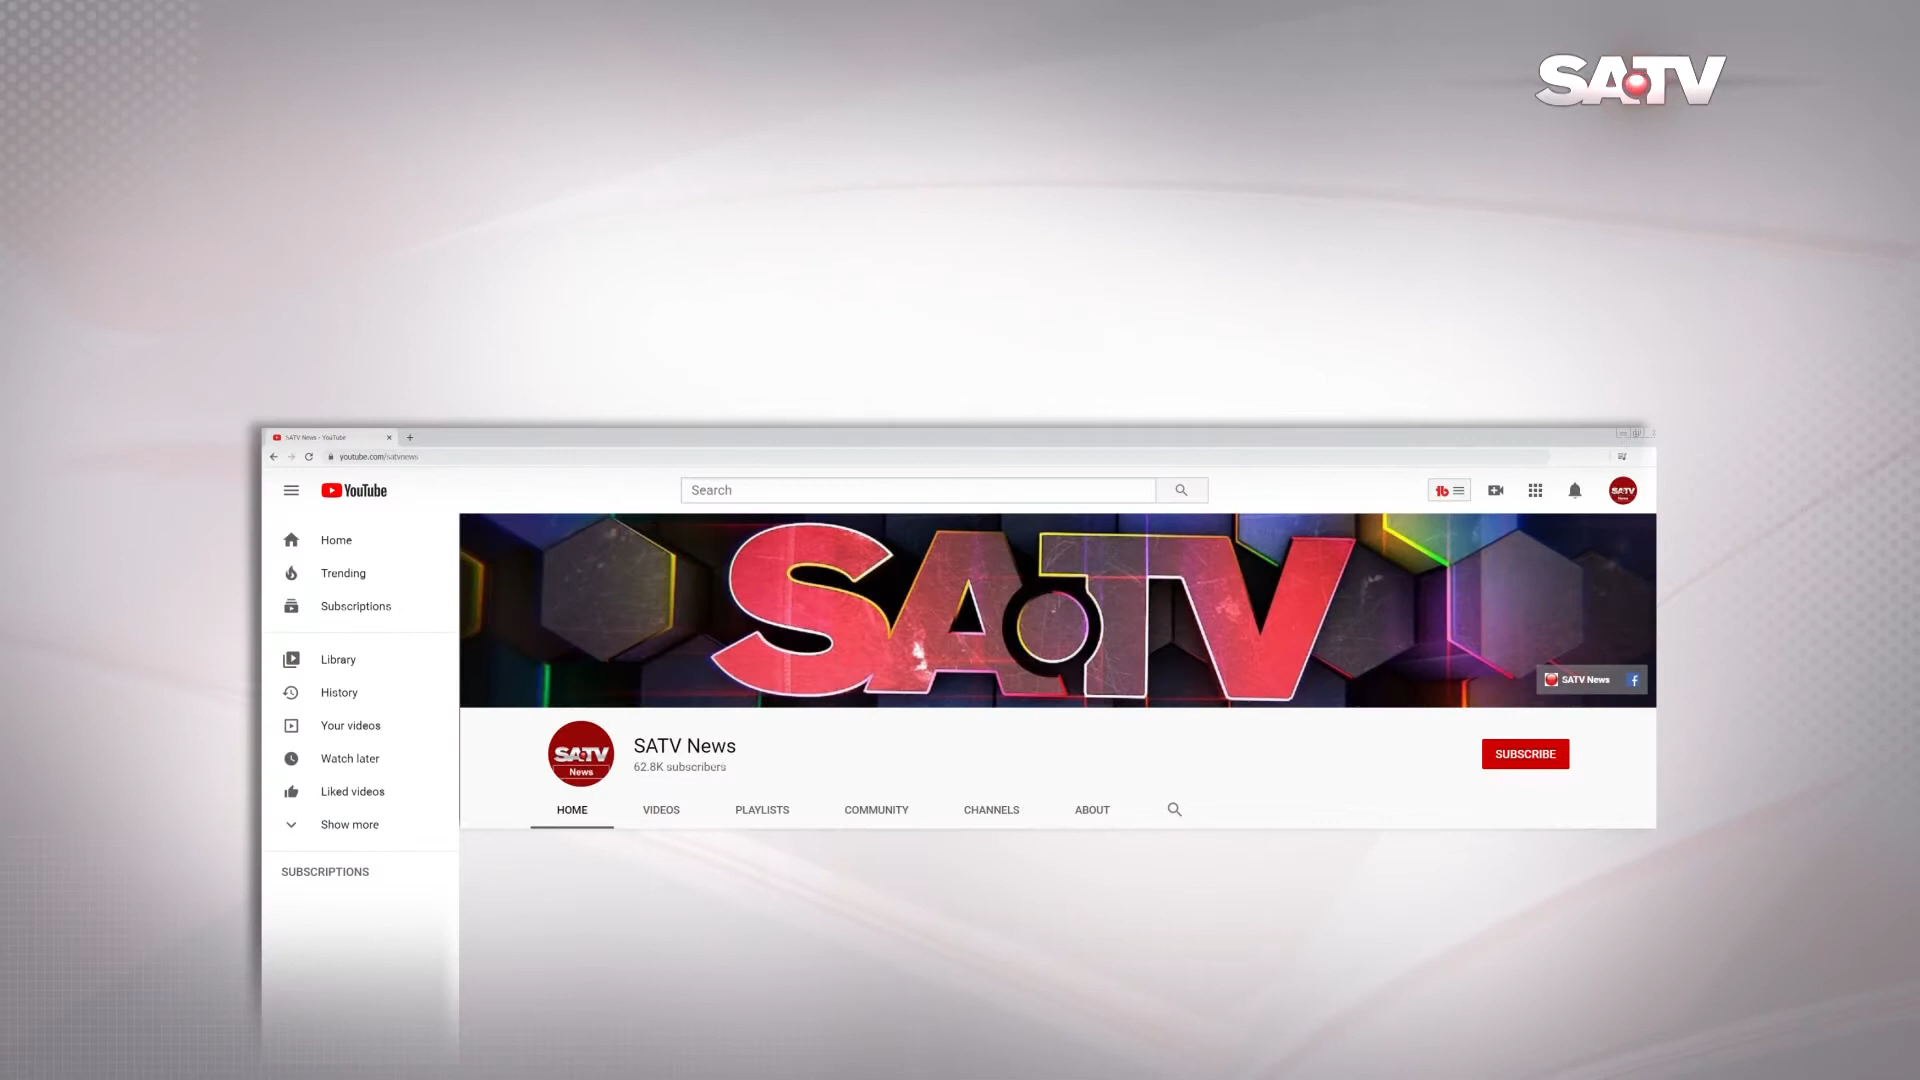 SATV
SATV News - YouTube
youtube.com/satvnews
YouTube
Search
SATV
Home
Trending
Subscriptions
SATV
SATV News
Library
History
Your videos
Watch later
Liked videos
Show more
SATV
News
SATV News
62.8K subscribers
SUBSCRIBE
HOME VIDEOS PLAYLISTS COMMUNITY CHANNELS ABOUT
SUBSCRIPTIONS